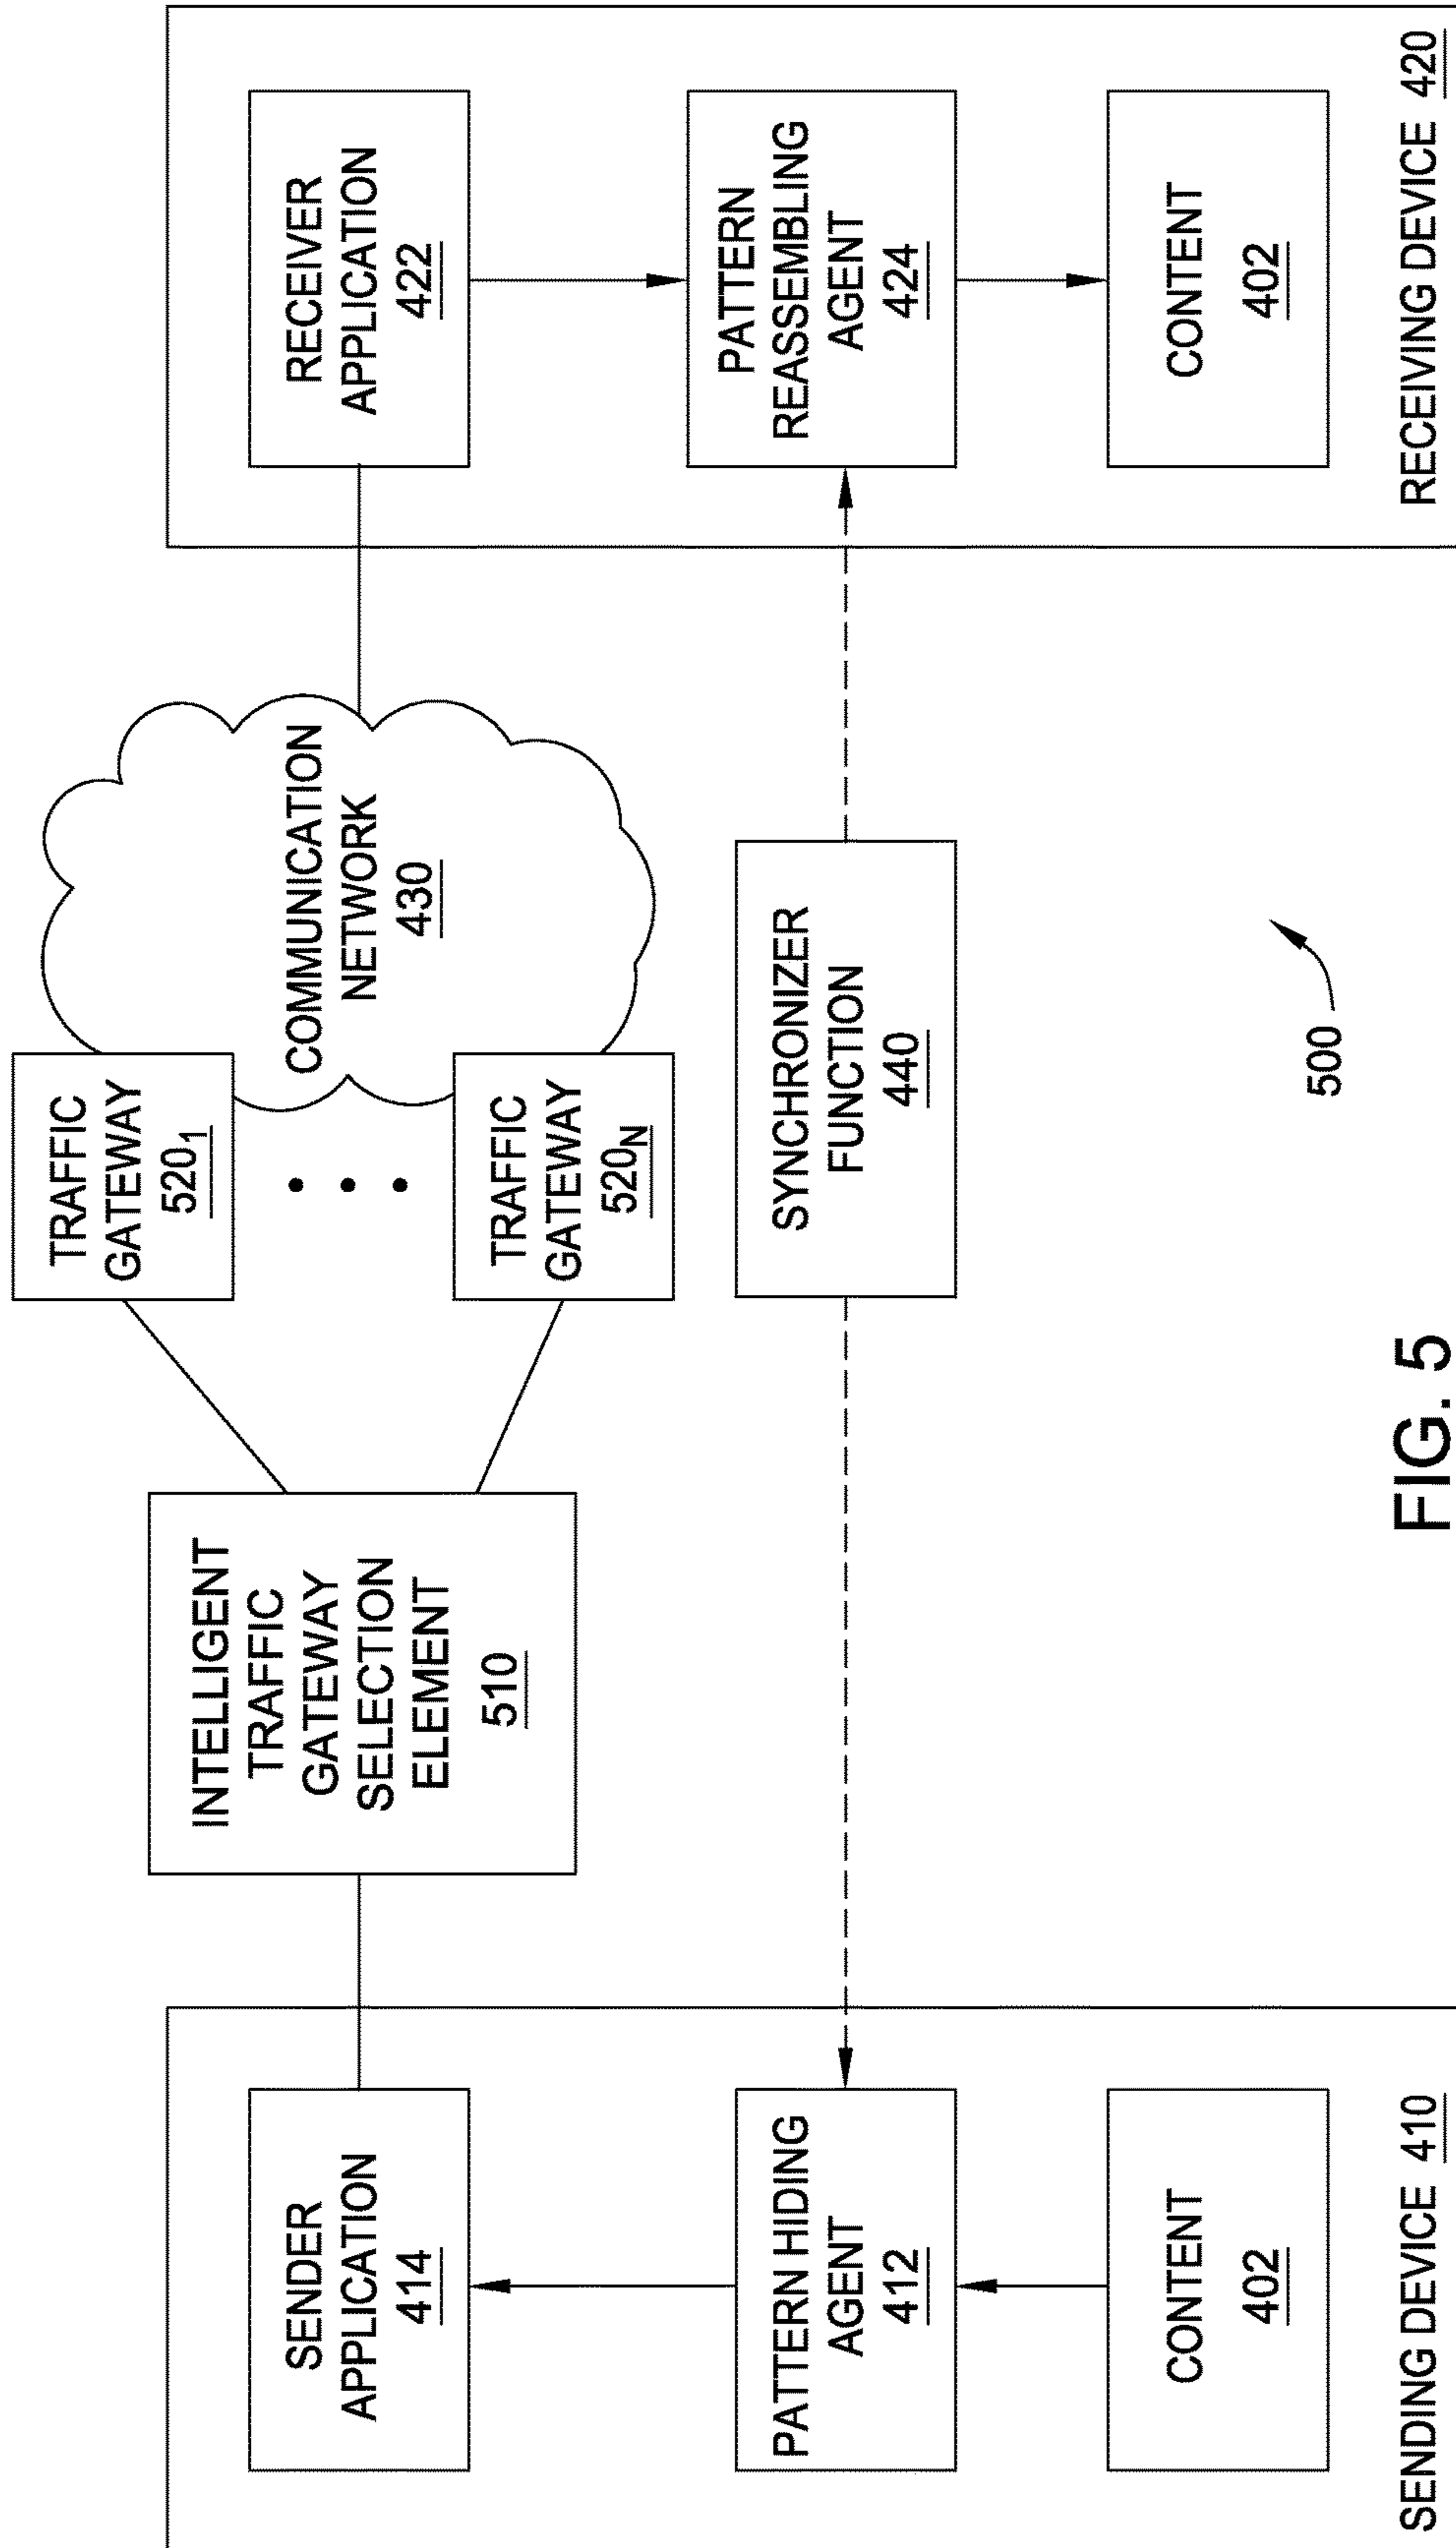 SENDER
APPLICATION
414
PATTERN HIDING
AGENT
412
CONTENT
402
SENDING DEVICE 410
INTELLIGENT
TRAFFIC
GATEWAY
SELECTION
ELEMENT
510
TRAFFIC
GATEWAY
520₁
TRAFFIC
GATEWAY
520N
COMMUNICATION
NETWORK
430
SYNCHRONIZER
FUNCTION
440
500
RECEIVER
APPLICATION
422
PATTERN
REASSEMBLING
AGENT
424
CONTENT
402
RECEIVING DEVICE 420
FIG. 5